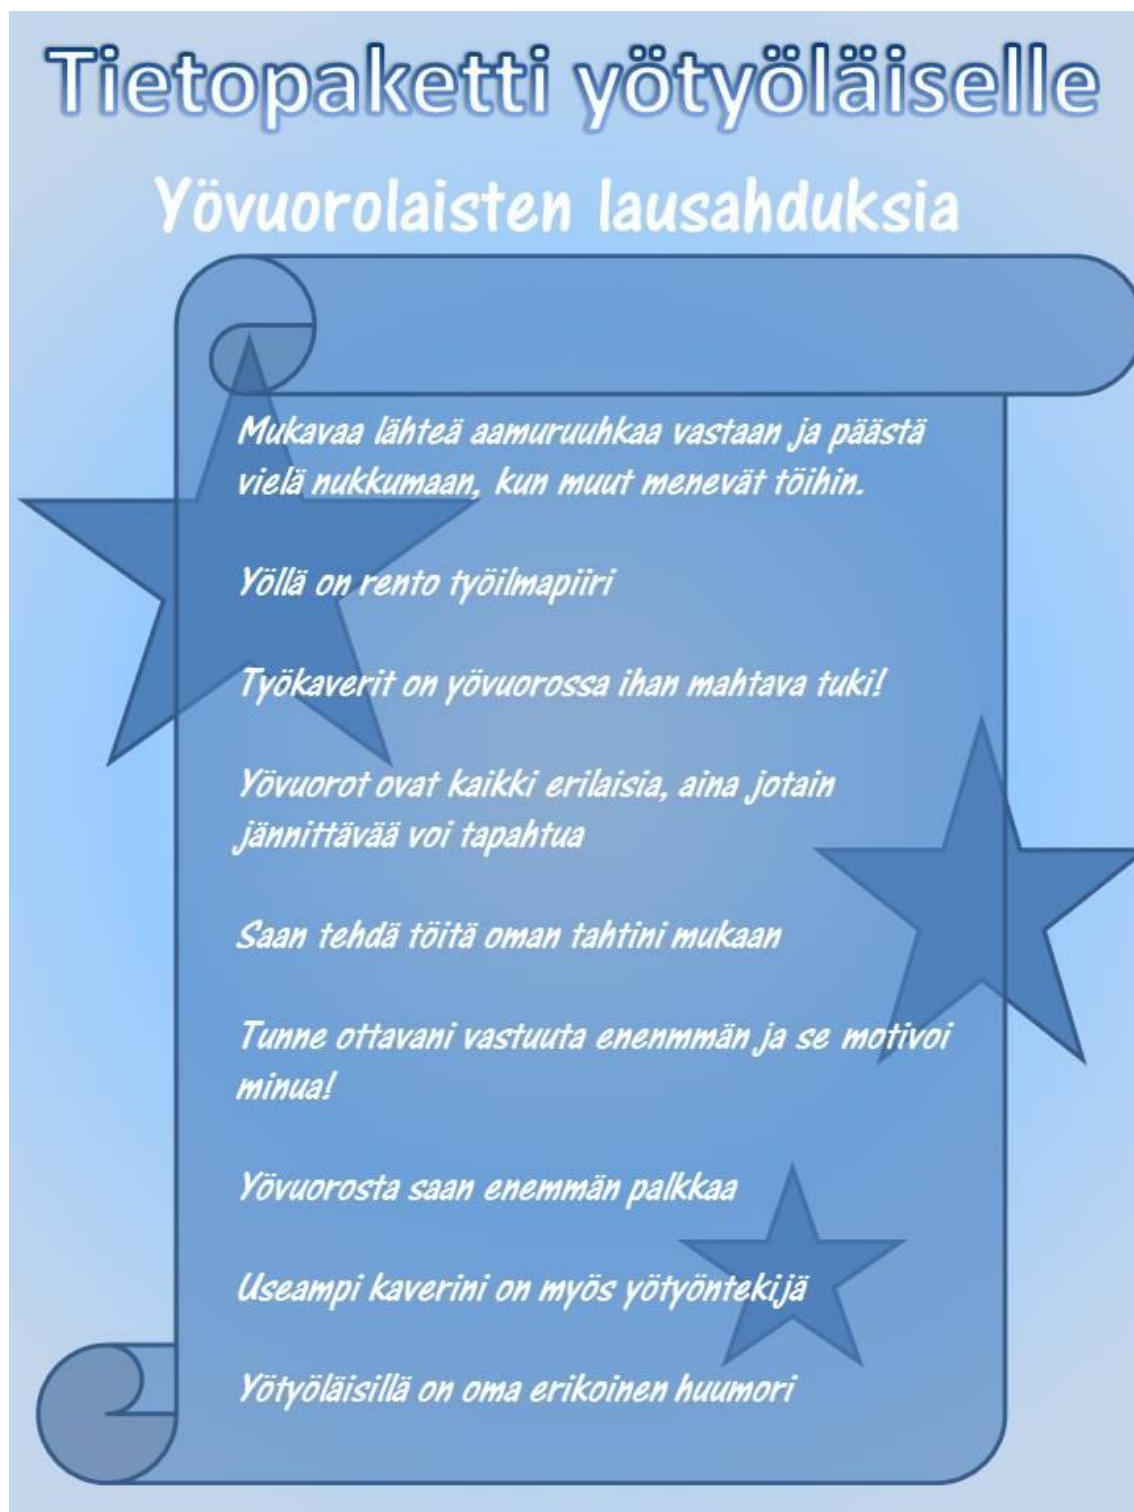 Tietopaketti yötyöläiselle
Yövuorolaisten lausahduksia
Mukavaa lähteä aamuruuhkaa vastaan ja päästä
vielä nukkumaan, kun muut menevät töihin.
Yöllä on rento työilmapiiri
Työkaverit on yövuorossa ihan mahtava tuki!
Yövuorot ovat kaikki erilaisia, aina jotain
jännittävää voi tapahtua
Saan tehdä töitä oman tahtini mukaan
Tunne ottavani vastuuta enenmmän ja se motivoi
minua!
Yövuorosta saan enemmän palkkaa
Useampi kaverini on myös yötyöntekijä
Yötyöläisillä on oma erikoinen huumori